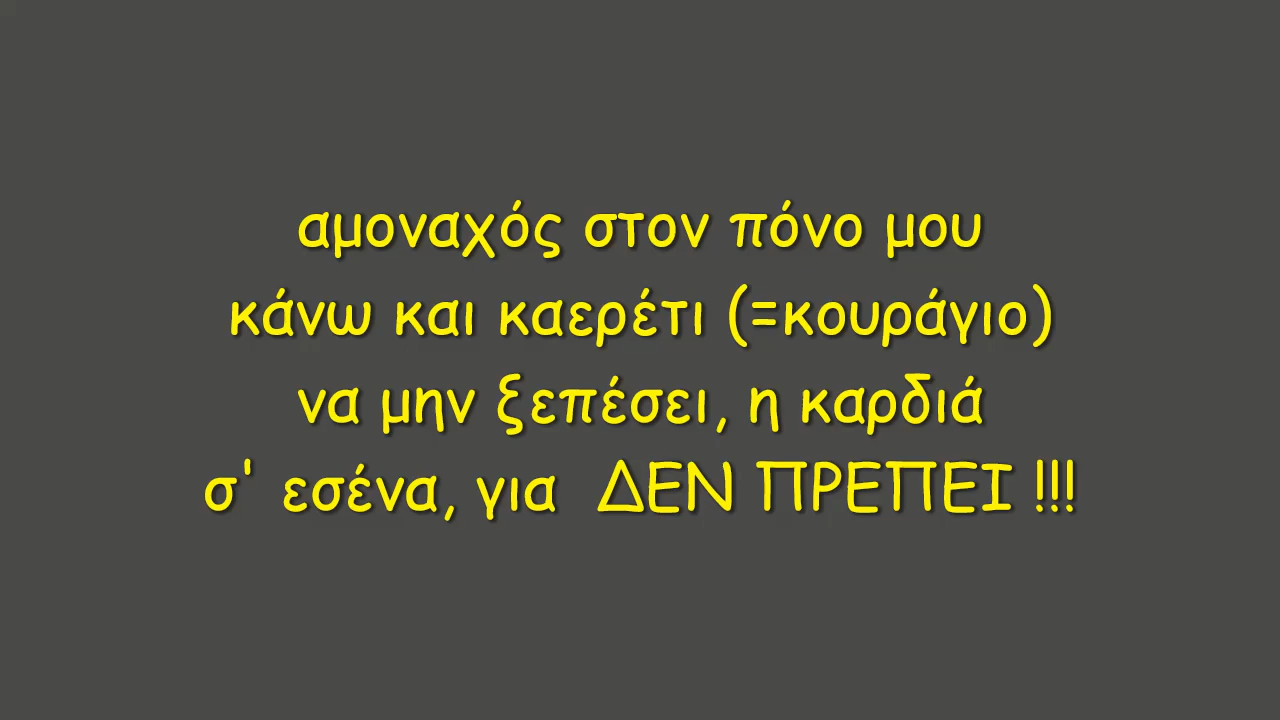 αμοναχός στον πόνο μου
κάνω και καερέτι (=κουράγιο)
να μην ξεπέσει, η καρδιά
σ' εσένα, για  ΔΕΝ ΠΡΕΠΕΙ !!!